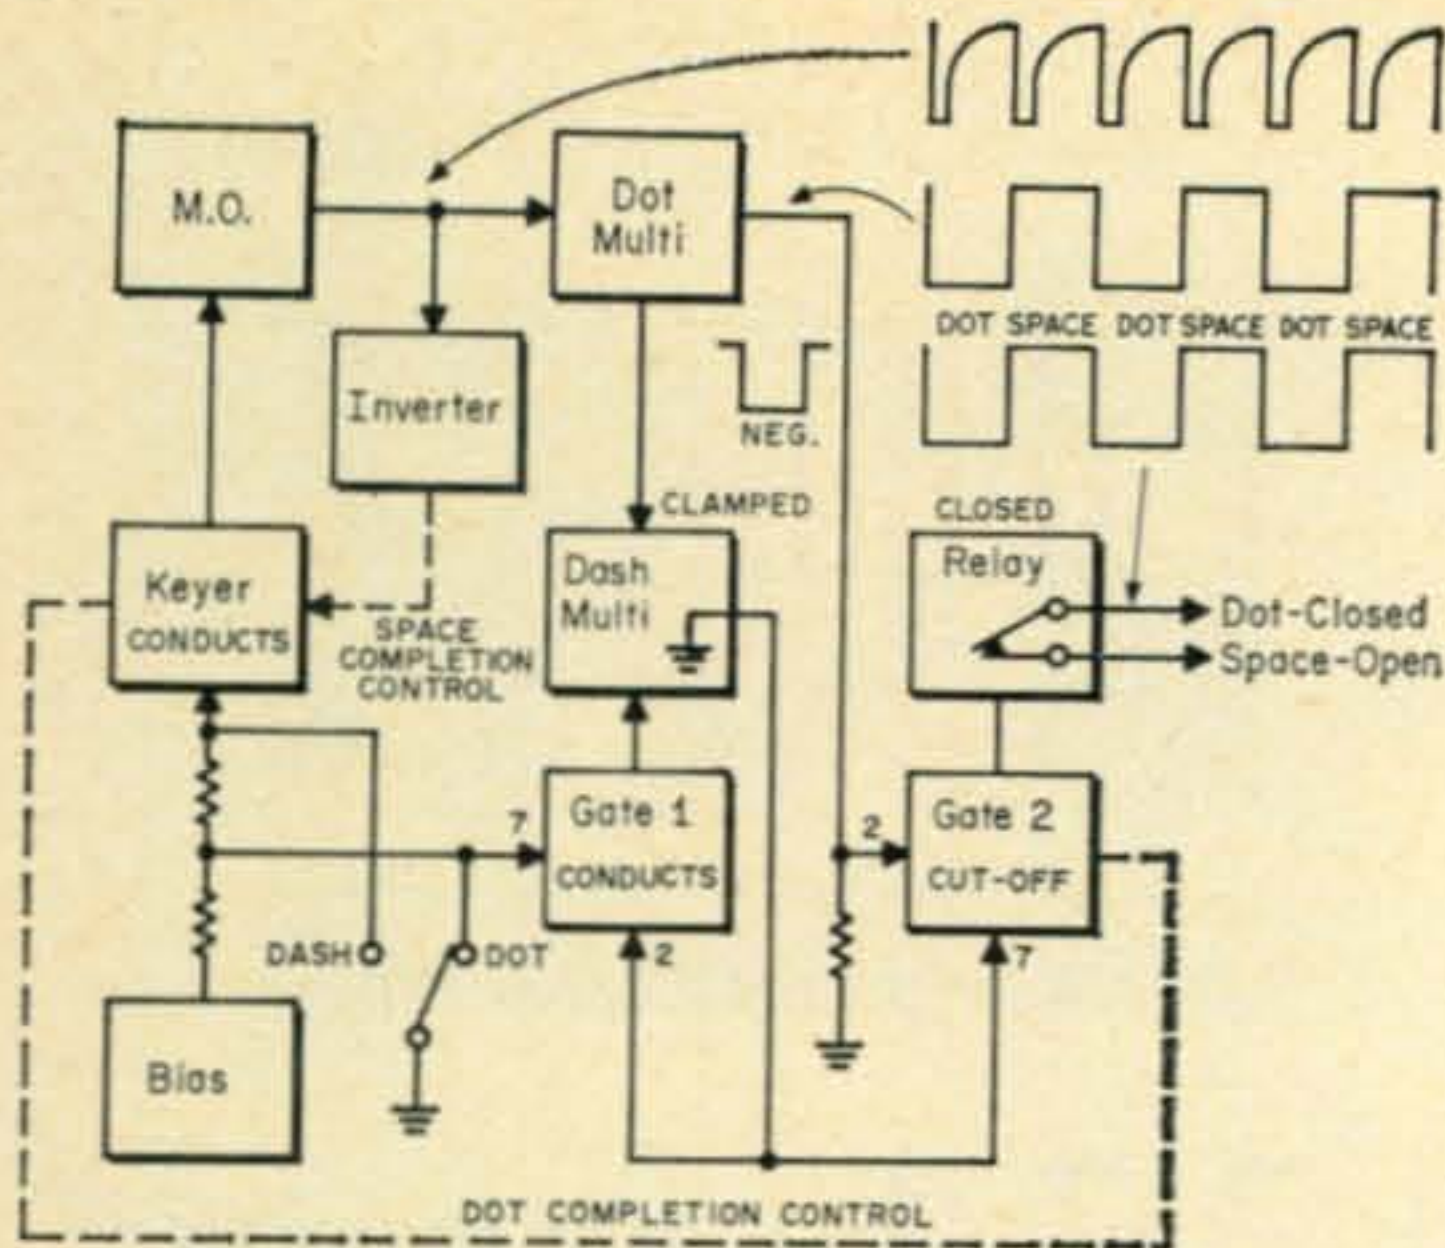 M.O.
Dot
Multi
Inverter
NEG.
DOT SPACE DOT SPACE DOT SPACE
Keyer
CONDUCTS
SPACE
COMPLETION
CONTROL
CLAMPED
Dash
Multi
CLOSED
Relay
Dot-Closed
Space-Open
7
Gate 1
CONDUCTS
2
2
Gate 2
CUT-OFF
7
DASH
DOT
Bias
DOT COMPLETION CONTROL